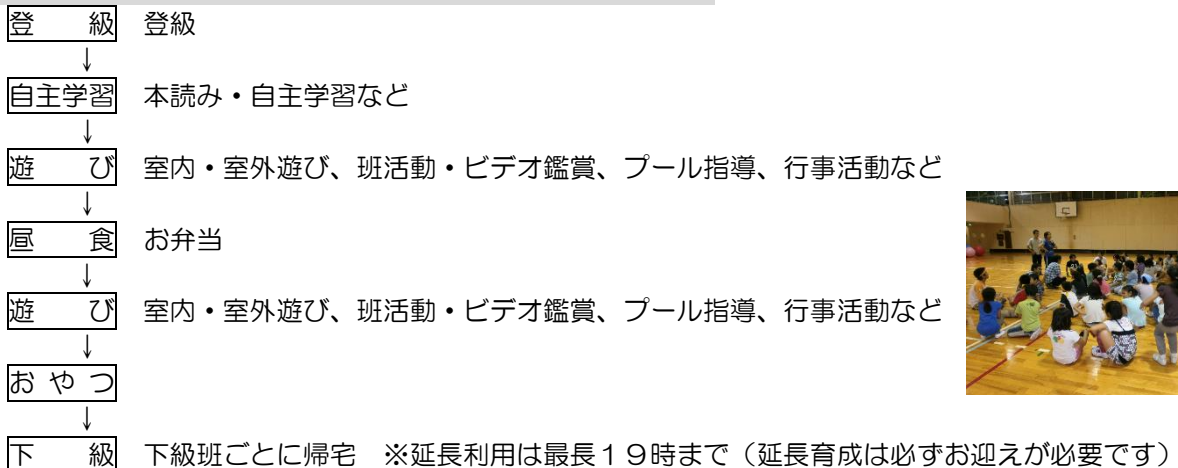 登　級　登級
↓
自主学習　本読み・自主学習など
↓
遊　び　室内・室外遊び、班活動・ビデオ鑑賞、プール指導、行事活動など
↓
昼　食　お弁当
↓
遊　び　室内・室外遊び、班活動・ビデオ鑑賞、プール指導、行事活動など
↓
おやつ
↓
下　級　下級班ごとに帰宅　※延長利用は最長１９時まで（延長育成は必ずお迎えが必要です）